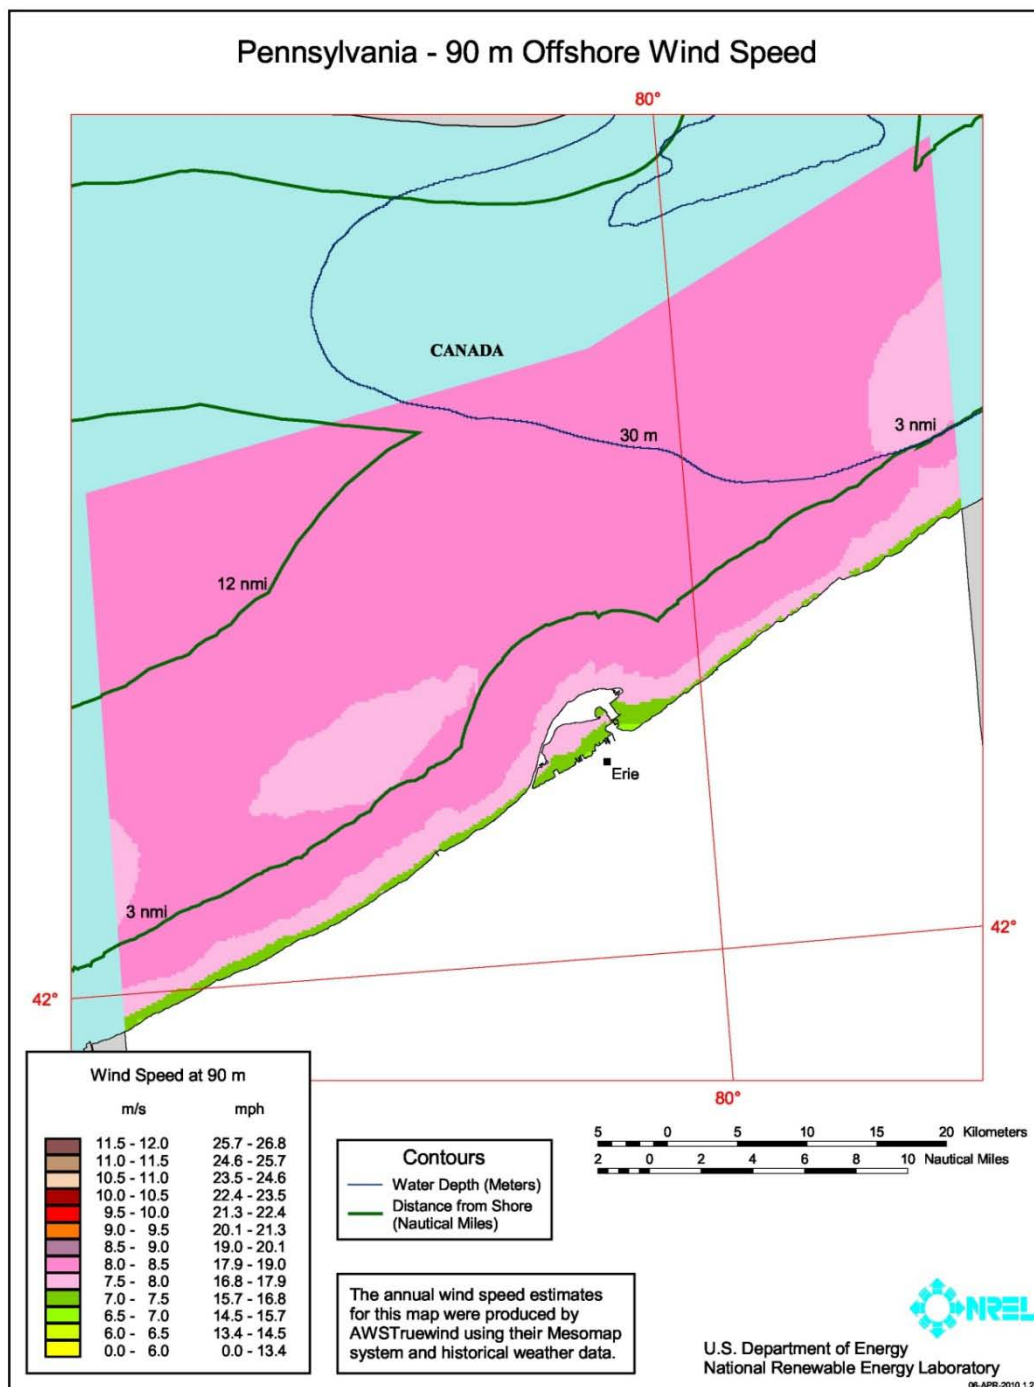 Pennsylvania - 90 m Offshore Wind Speed
80°
CANADA
30 m
3 nmi
12 nmi
Erie
3 nmi
42°
42°
80°
Wind Speed at 90 m
m/s mph
11.5 - 12.0 25.7 - 26.8
11.0 - 11.5 24.6 - 25.7
10.5 - 11.0 23.5 - 24.6
10.0 - 10.5 22.4 - 23.5
9.5 - 10.0 21.3 - 22.4
9.0 - 9.5 20.1 - 21.3
8.5 - 9.0 19.0 - 20.1
8.0 - 8.5 17.9 - 19.0
7.5 - 8.0 16.8 - 17.9
7.0 - 7.5 15.7 - 16.8
6.5 - 7.0 14.5 - 15.7
6.0 - 6.5 13.4 - 14.5
0.0 - 6.0 0.0 - 13.4
Contours
Water Depth (Meters)
Distance from Shore
(Nautical Miles)
5 0 5 10 15 20 Kilometers
2 0 2 4 6 8 10 Nautical Miles
The annual wind speed estimates
for this map were produced by
AWSTruewind using their Mesomap
system and historical weather data.
NREL
U.S. Department of Energy
National Renewable Energy Laboratory
06-APR-2010 1.2